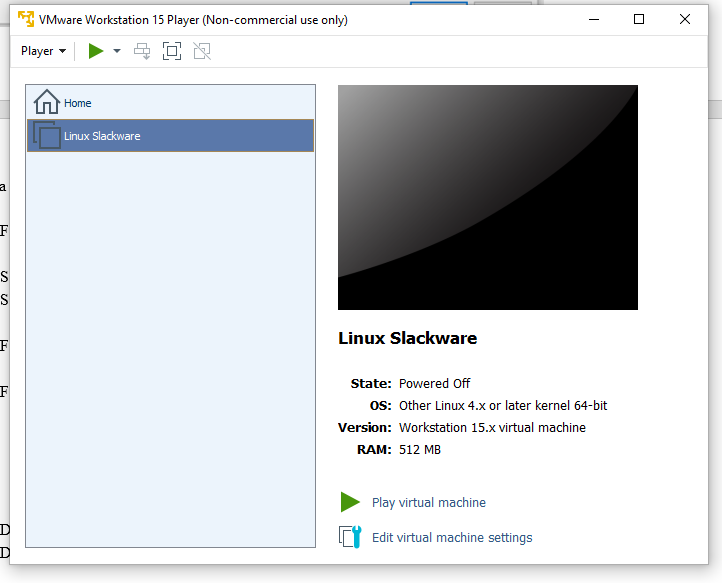 VMware Workstation 15 Player (Non-commercial use only)
Player
Home
Linux Slackware
Linux Slackware
State: Powered Off
OS: Other Linux 4.x or later kernel 64-bit
Version: Workstation 15.x virtual machine
RAM: 512 MB
Play virtual machine
Edit virtual machine settings
a
F
S
S
F
F
D
D